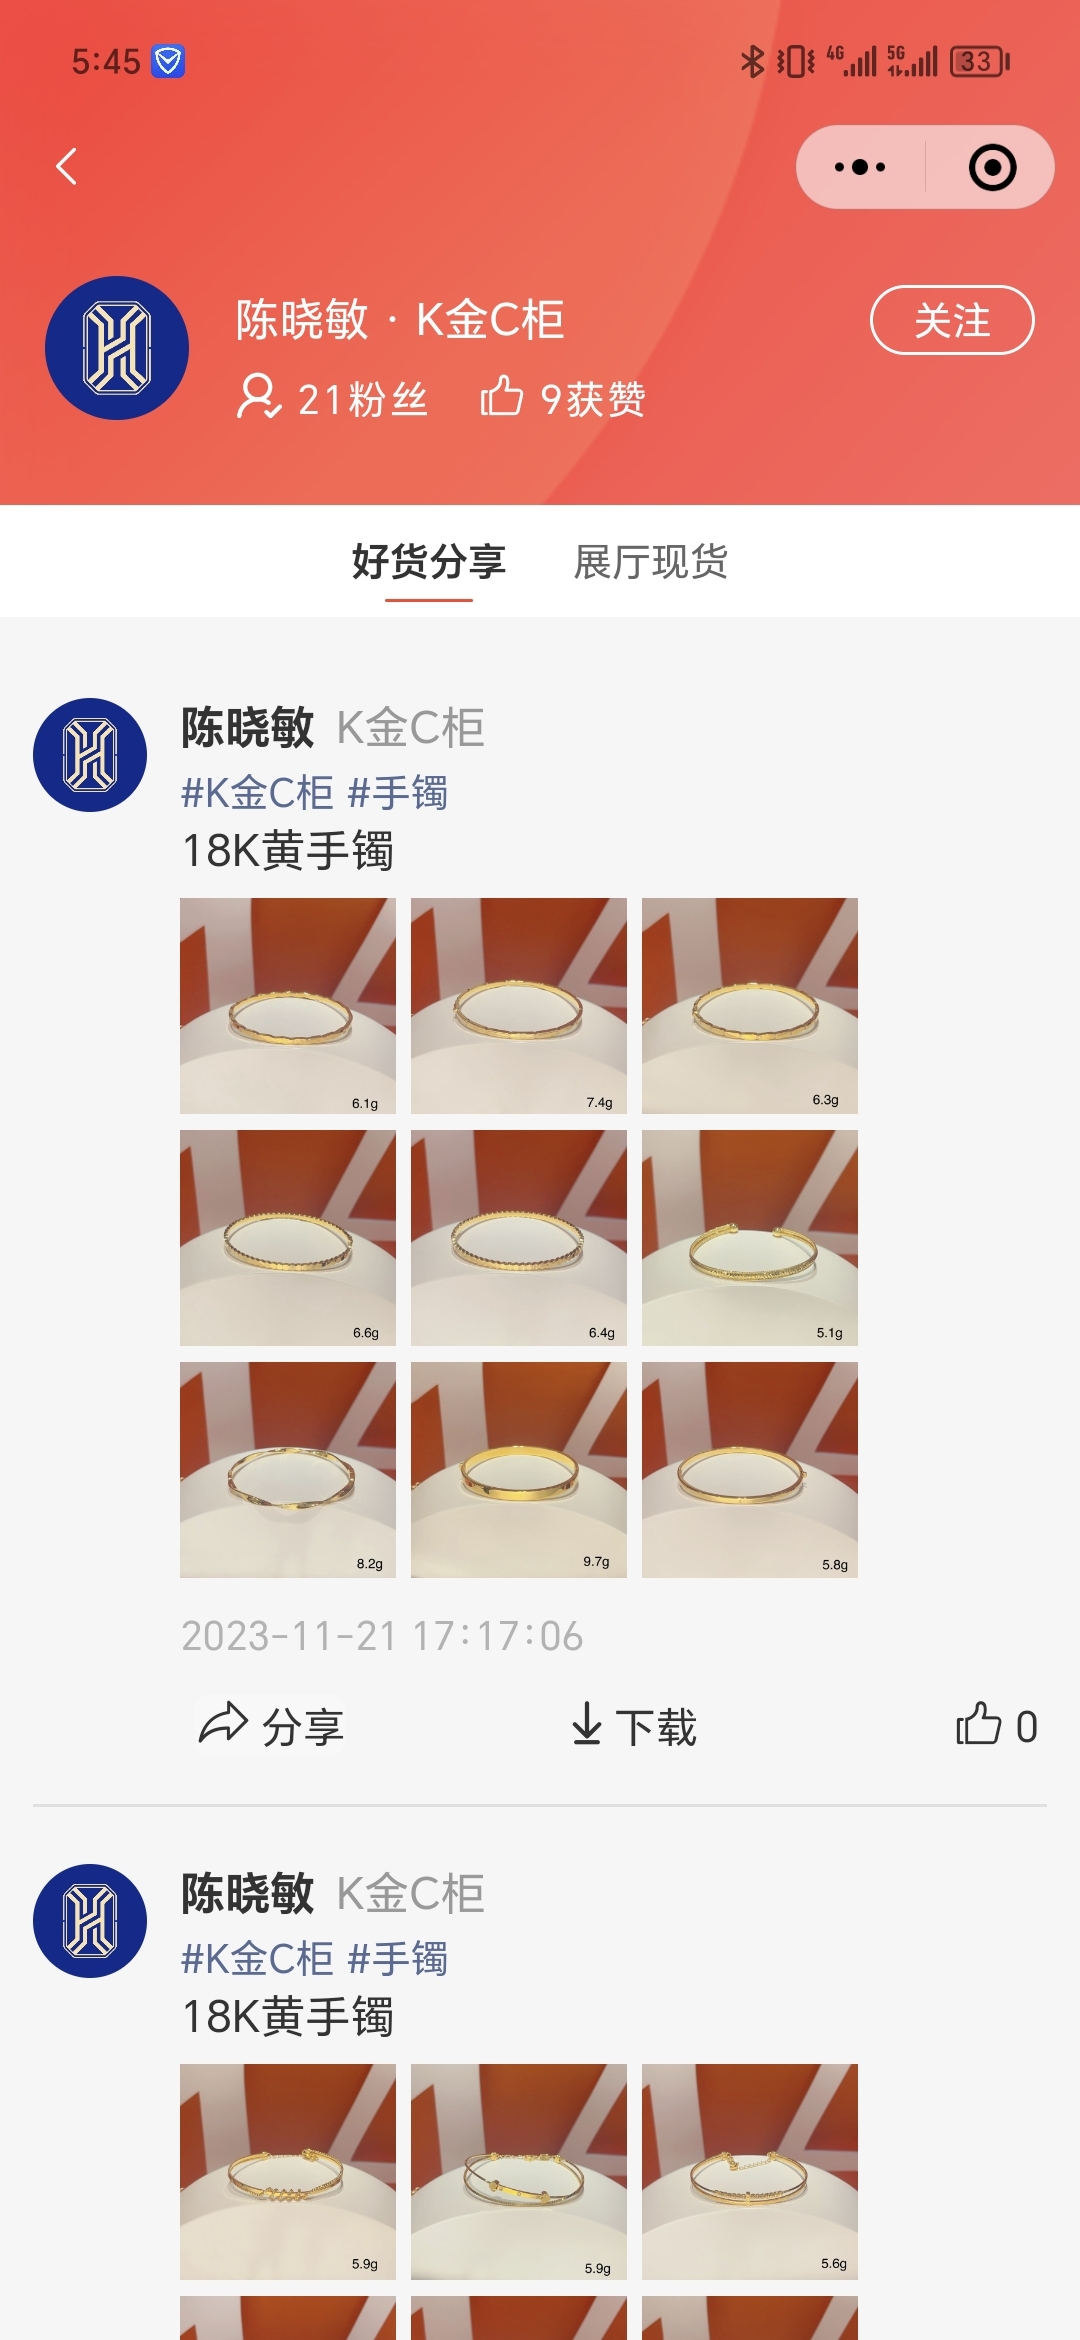 5:45
4G 5G 33
陈晓敏 · K金C柜
关注
21粉丝 9获赞
好货分享 展厅现货
陈晓敏 K金C柜
#K金C柜 #手镯
18K黄手镯
6.1g 7.4g 6.3g
6.6g 6.4g 5.1g
8.2g 9.7g 5.8g
2023-11-21 17:17:06
分享 下载 0
陈晓敏 K金C柜
#K金C柜 #手镯
18K黄手镯
5.9g 5.9g 5.6g